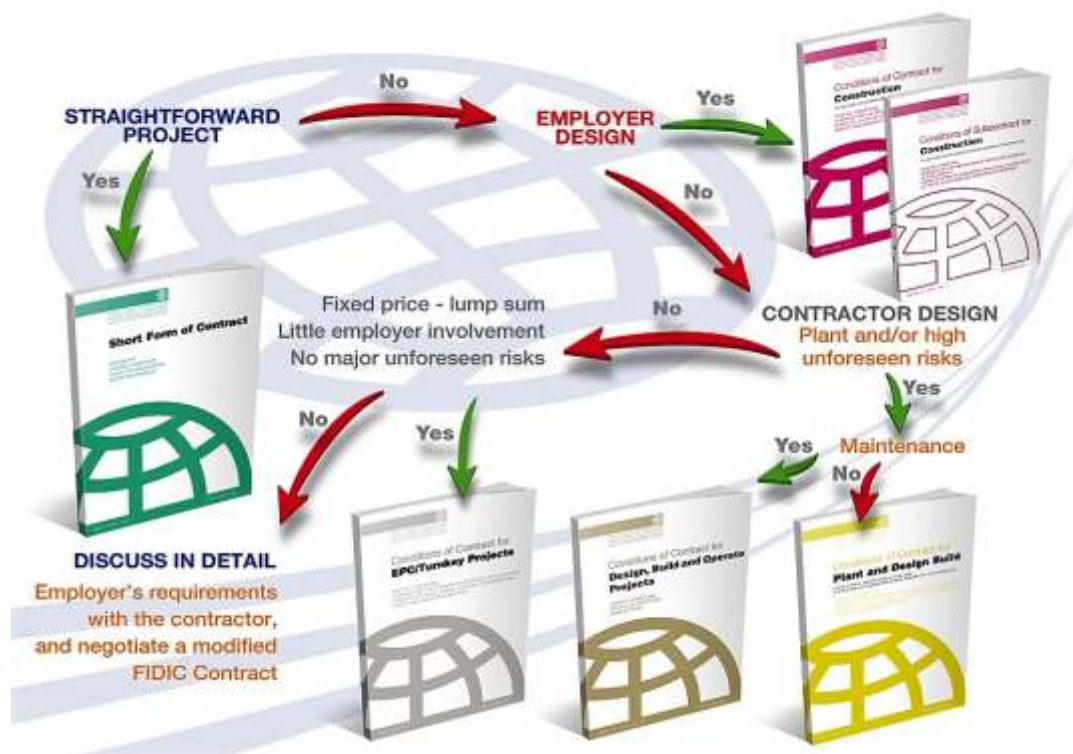 No
STRAIGHTFORWARD
PROJECT
EMPLOYER
DESIGN
Yes
Conditions of Contract for
Construction
Conditions of Subcontract for
Construction
Yes
No
Short Form of Contract
Fixed price - lump sum
Little employer involvement
No major unforeseen risks
No
CONTRACTOR DESIGN
Plant and/or high
unforeseen risks
Yes
No
Yes
Yes
Maintenance
No
DISCUSS IN DETAIL
Employer's requirements
with the contractor,
and negotiate a modified
FIDIC Contract
Conditions of Contract for
EPC/Turnkey Projects
Conditions of Contract for
Design, Build and Operate
Projects
Conditions of Contract for
Plant and Design Build